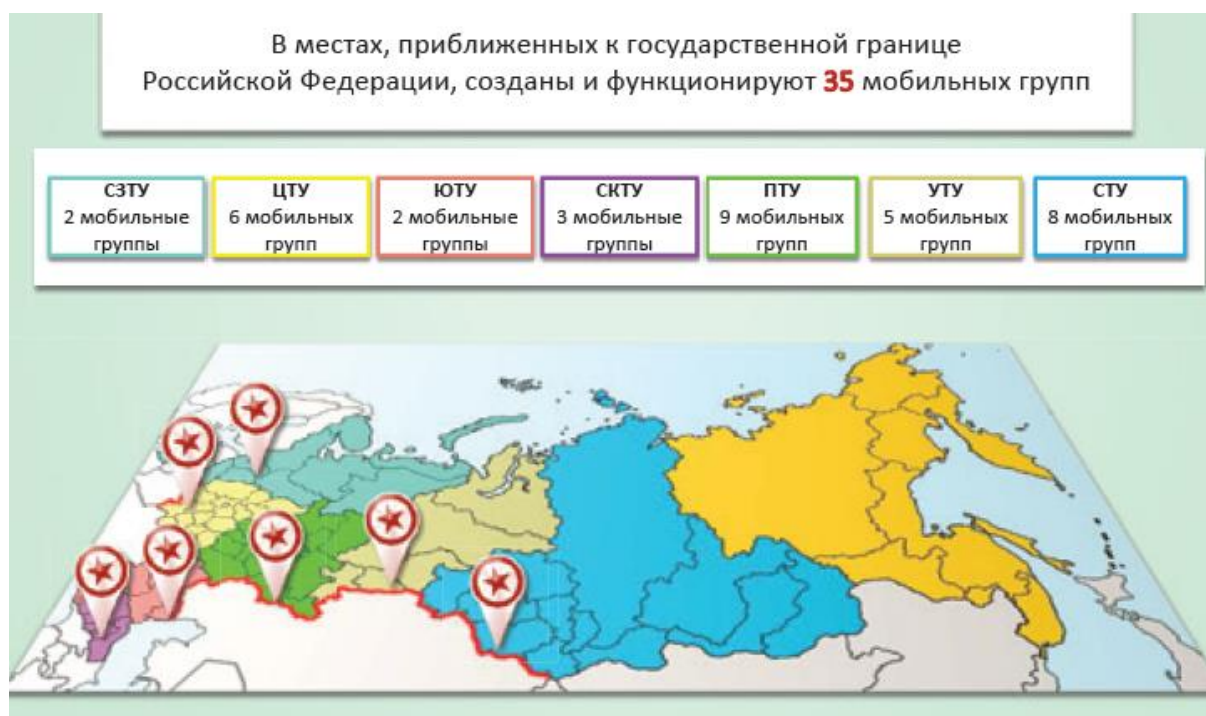 В местах, приближенных к государственной границе
Российской Федерации, созданы и функционируют 35 мобильных групп
СЗТУ
2 мобильные
группы
ЦТУ
6 мобильных
групп
ЮТУ
2 мобильные
группы
СКТУ
3 мобильные
группы
ПТУ
9 мобильных
групп
УТУ
5 мобильных
групп
СТУ
8 мобильных
групп